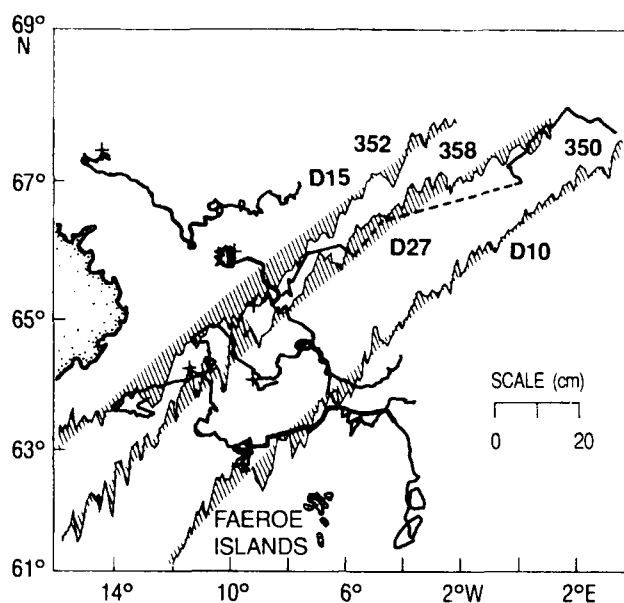 69°
N
352
358
350
67°
D15
D27
D10
65°
SCALE (cm)
0 20
63°
FAEROE
ISLANDS
61°
14° 10° 6° 2°W 2°E